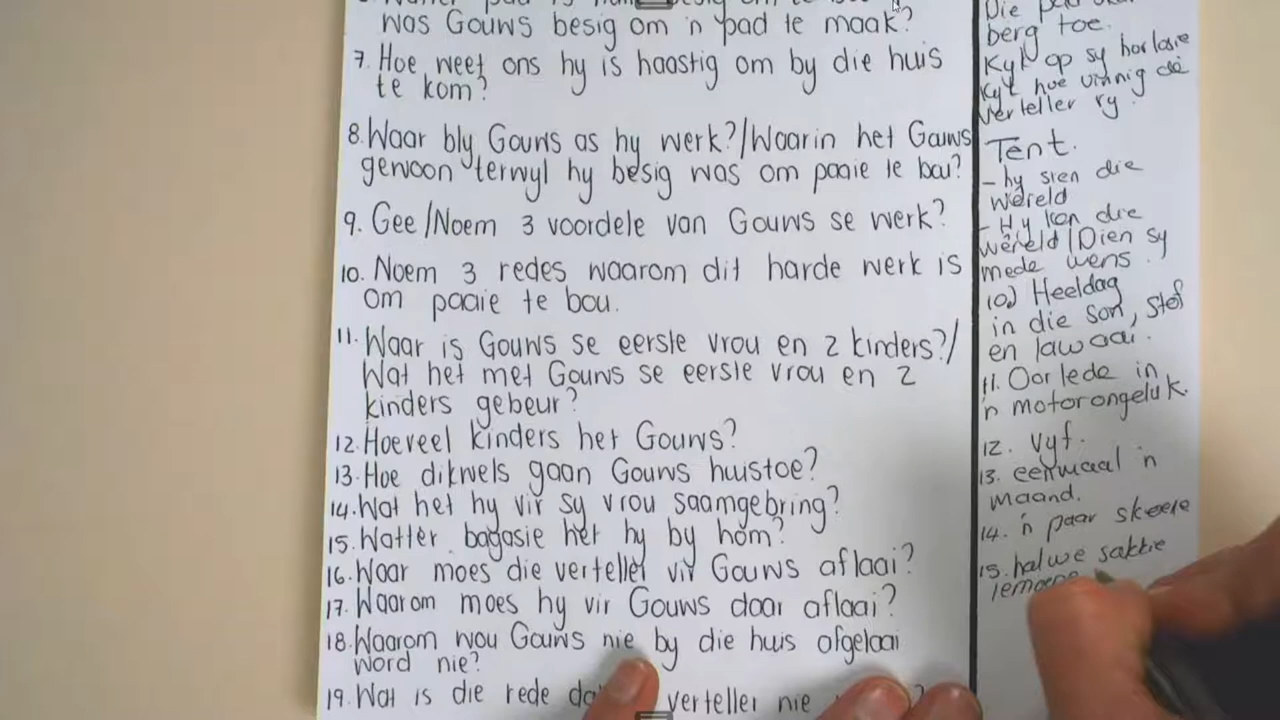 was Gouws besig om 'n pad te maak?
7. Hoe weet ons hy is haastig om by die huis
te kom?
8. Waar bly Gouws as hy werk?/Waarin het Gouws
gewoon terwyl hy besig was om paaie te bou?
9. Gee/Noem 3 voordele van Gouws se werk?
10. Noem 3 redes waarom dit harde werk is
om paaie te bou.
11. Waar is Gouws se eerste vrou en 2 kinders?/
Wat het met Gouws se eerste vrou en 2
kinders gebeur?
12. Hoeveel kinders het Gouws?
13. Hoe dikwels gaan Gouws huistoe?
14. Wat het hy vir sy vrou saamgebring?
15. Watter bagasie het hy by hom?
16. Waar moes die verteller vir Gouws aflaai?
17. Waarom moes hy vir Gouws daar aflaai?
18. Waarom wou Gouws nie by die huis afgelaai
word nie?
19. Wat is die rede verteller nie
Die
berg toe.
Kyk op sy horlosie
Kyk hoe vinnig die
verteller ry.
Tent.
- hy sien die
wêreld
- Hy kan die
wêreld/Dien sy
mede mens.
10.) Heeldag
in die son, stof
en lawaai.
11. Oorlede in
'n motorongeluk.
12. Vyf.
13. eenmaal 'n
maand.
14. 'n paar skoene
15. halwe sakkie